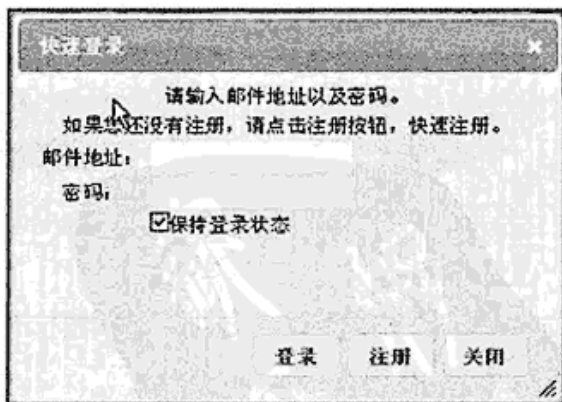 快速登录
请输入邮件地址以及密码。
如果您还没有注册，请点击注册按钮，快速注册。
邮件地址：
密码：
保持登录状态
登录 注册 关闭